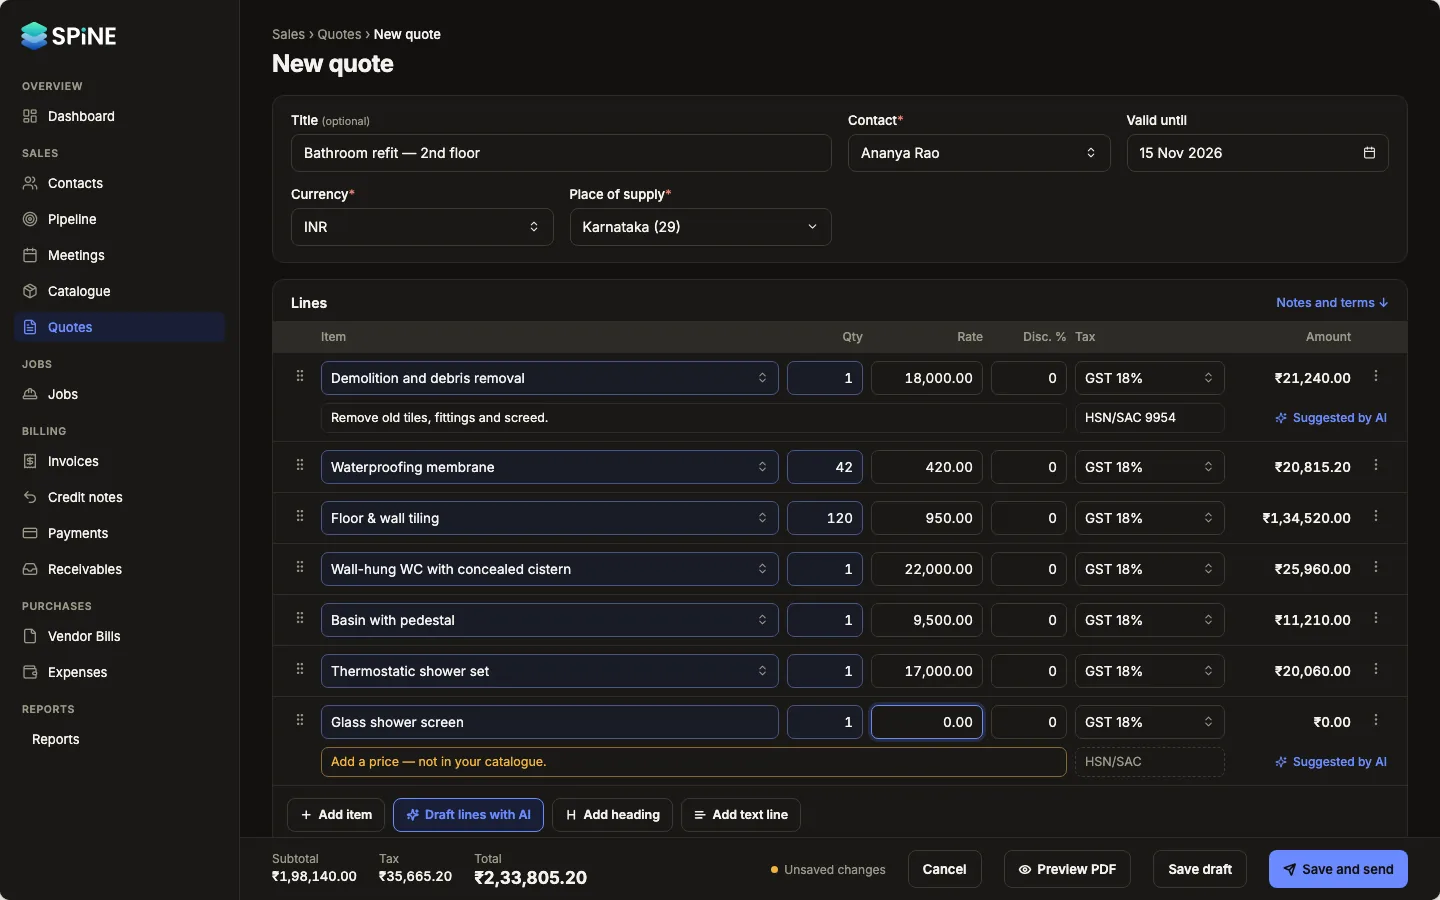 SPiNE
OVERVIEW
Dashboard
SALES
Contacts
Pipeline
Meetings
Catalogue
Quotes
JOBS
Jobs
BILLING
Invoices
Credit notes
Payments
Receivables
PURCHASES
Vendor Bills
Expenses
REPORTS
Reports
Sales › Quotes › New quote
New quote
Title (optional) Contact* Valid until
Bathroom refit — 2nd floor Ananya Rao 15 Nov 2026
Currency* Place of supply*
INR Karnataka (29)
Lines Notes and terms ↓
Item Qty Rate Disc. % Tax Amount
Demolition and debris removal 1 18,000.00 0 GST 18% ₹21,240.00
Remove old tiles, fittings and screed. HSN/SAC 9954 Suggested by AI
Waterproofing membrane 42 420.00 0 GST 18% ₹20,815.20
Floor & wall tiling 120 950.00 0 GST 18% ₹1,34,520.00
Wall-hung WC with concealed cistern 1 22,000.00 0 GST 18% ₹25,960.00
Basin with pedestal 1 9,500.00 0 GST 18% ₹11,210.00
Thermostatic shower set 1 17,000.00 0 GST 18% ₹20,060.00
Glass shower screen 1 0.00 0 GST 18% ₹0.00
Add a price — not in your catalogue. HSN/SAC Suggested by AI
+ Add item Draft lines with AI H Add heading Add text line
Subtotal Tax Total
₹1,98,140.00 ₹35,665.20 ₹2,33,805.20
Unsaved changes Cancel Preview PDF Save draft Save and send